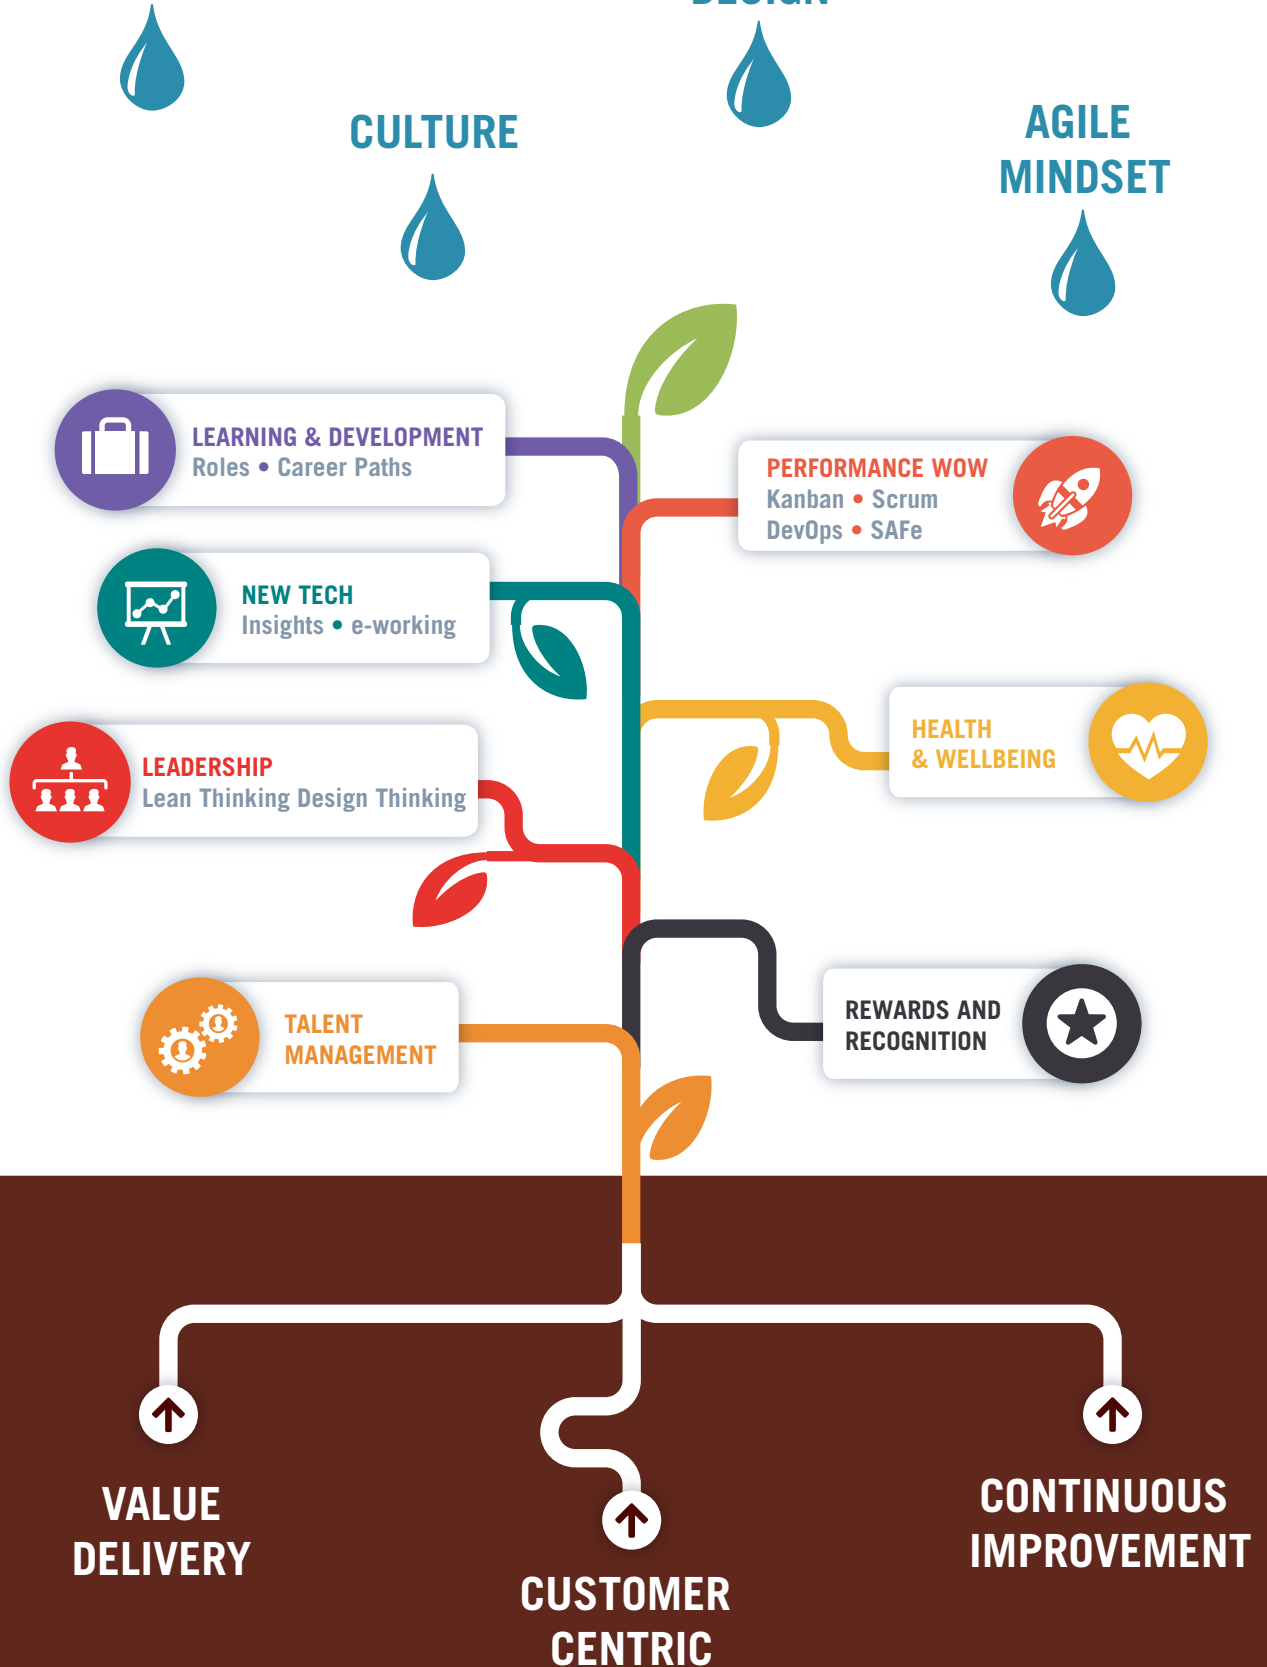 CULTURE
AGILE
MINDSET
LEARNING & DEVELOPMENT
Roles • Career Paths
PERFORMANCE WOW
Kanban • Scrum
DevOps • SAFe
NEW TECH
Insights • e-working
HEALTH
& WELLBEING
LEADERSHIP
Lean Thinking Design Thinking
REWARDS AND
RECOGNITION
TALENT
MANAGEMENT
VALUE
DELIVERY
CONTINUOUS
IMPROVEMENT
CUSTOMER
CENTRIC